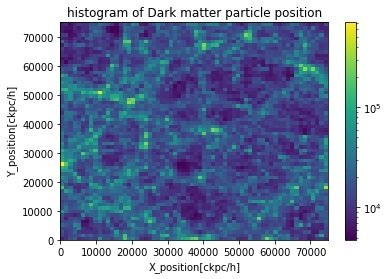 histogram of Dark matter particle position
70000
60000
50000
40000
30000
20000
10000
0
Y_position[ckpc/h]
0 10000 20000 30000 40000 50000 60000 70000
X_position[ckpc/h]
10^5
10^4